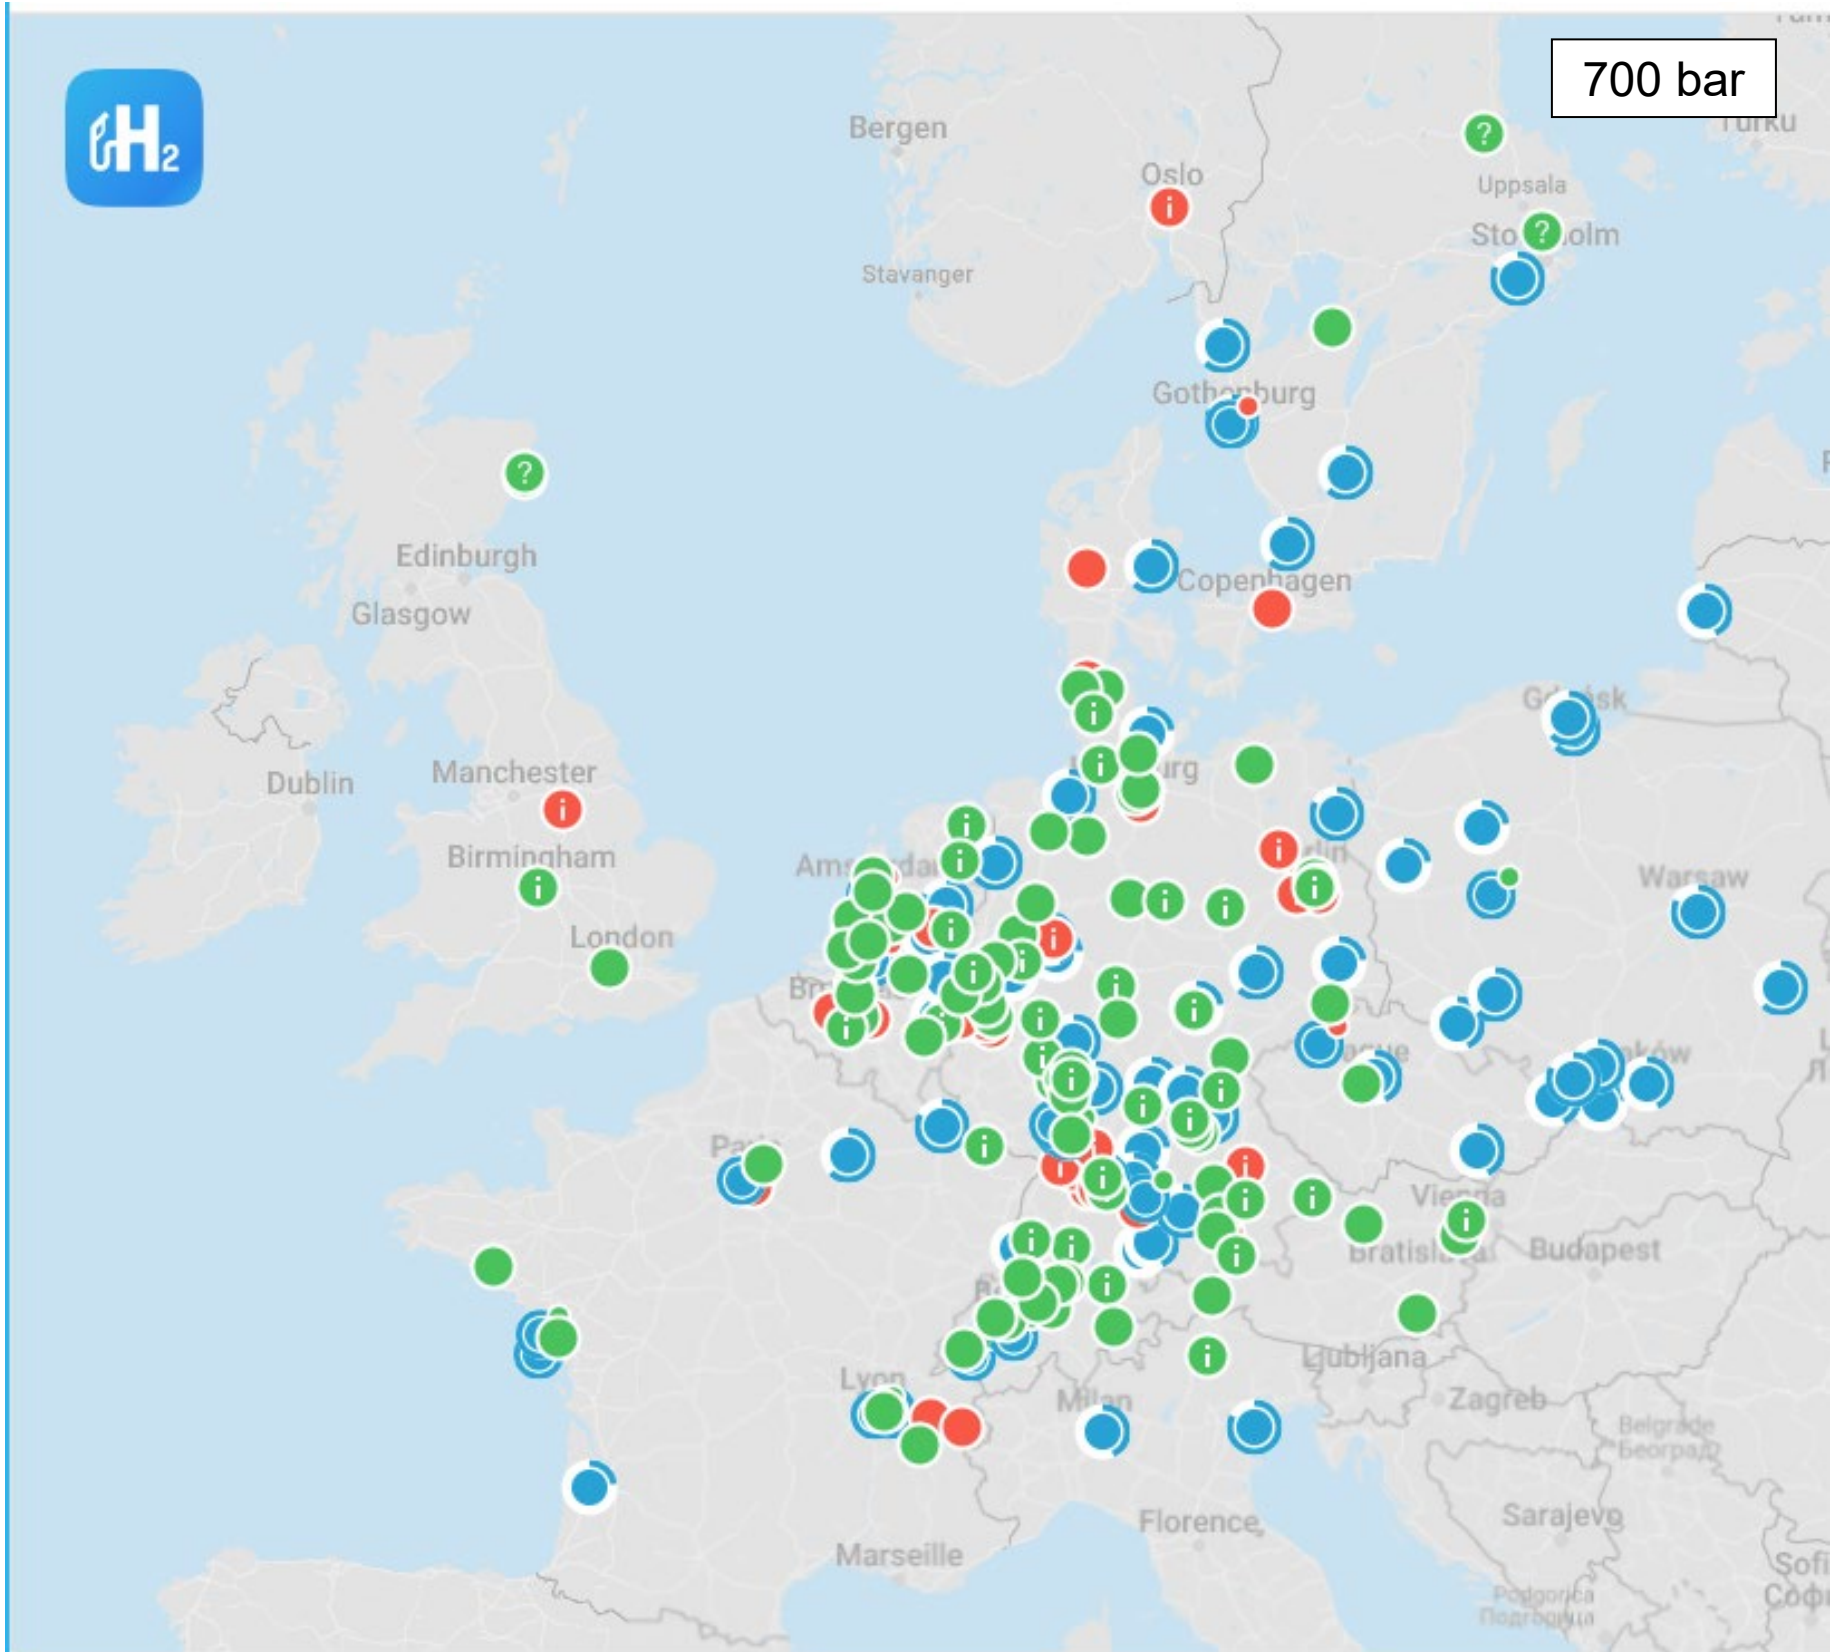 700 bar
H2
Bergen
Turku
Oslo
Uppsala
Stavanger
Gothenburg
Edinburgh
Copenhagen
Glasgow
Manchester
Dublin
Birmingham
Warsaw
London
Vienna
Bratislava
Budapest
Ljubljana
Lyon
Milan
Zagreb
Belgrade
Београд
Sarajevo
Florence
Marseille
Podgorica
Подгорица